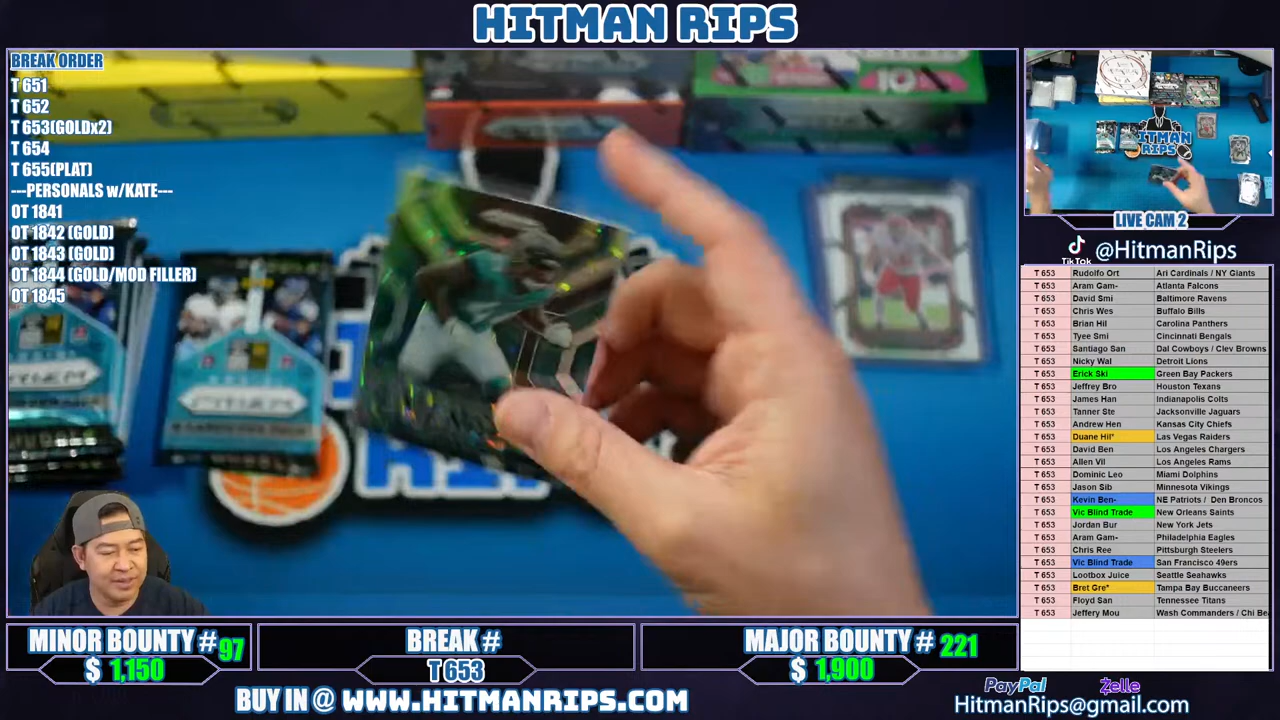 HITMAN RIPS
BREAK ORDER
T 651
T 652
T 653(GOLDx2)
T 654
T 655(PLAT)
---PERSONALS w/KATE---
OT 1841
OT 1842 (GOLD)
OT 1843 (GOLD)
OT 1844 (GOLD/MOD FILLER)
OT 1845
PRIZM
HITMAN
RIPS
LIVE CAM 2
TikTok
@HitmanRips
T 653 Rudolfo Ort Ari Cardinals / NY Giants
T 653 Aram Gam- Atlanta Falcons
T 653 David Smi Baltimore Ravens
T 653 Chris Wes Buffalo Bills
T 653 Brian Hil Carolina Panthers
T 653 Tyee Smi Cincinnati Bengals
T 653 Santiago San Dal Cowboys / Clev Browns
T 653 Nicky Wal Detroit Lions
T 653 Erick Ski Green Bay Packers
T 653 Jeffrey Bro Houston Texans
T 653 James Han Indianapolis Colts
T 653 Tanner Ste Jacksonville Jaguars
T 653 Andrew Hen Kansas City Chiefs
T 653 Duane Hil* Las Vegas Raiders
T 653 David Ben Los Angeles Chargers
T 653 Allen Vil Los Angeles Rams
T 653 Dominic Leo Miami Dolphins
T 653 Jason Sib Minnesota Vikings
T 653 Kevin Ben- NE Patriots / Den Broncos
T 653 Vic Blind Trade New Orleans Saints
T 653 Jordan Bur New York Jets
T 653 Aram Gam- Philadelphia Eagles
T 653 Chris Ree Pittsburgh Steelers
T 653 Vic Blind Trade San Francisco 49ers
T 653 Lootbox Juice Seattle Seahawks
T 653 Bret Gre* Tampa Bay Buccaneers
T 653 Floyd San Tennessee Titans
T 653 Jeffery Mou Wash Commanders / Chi Be
MINOR BOUNTY # 97
$ 1,150
BREAK #
T 653
MAJOR BOUNTY # 221
$ 1,900
BUY IN @ WWW.HITMANRIPS.COM
PayPal Zelle
HitmanRips@gmail.com